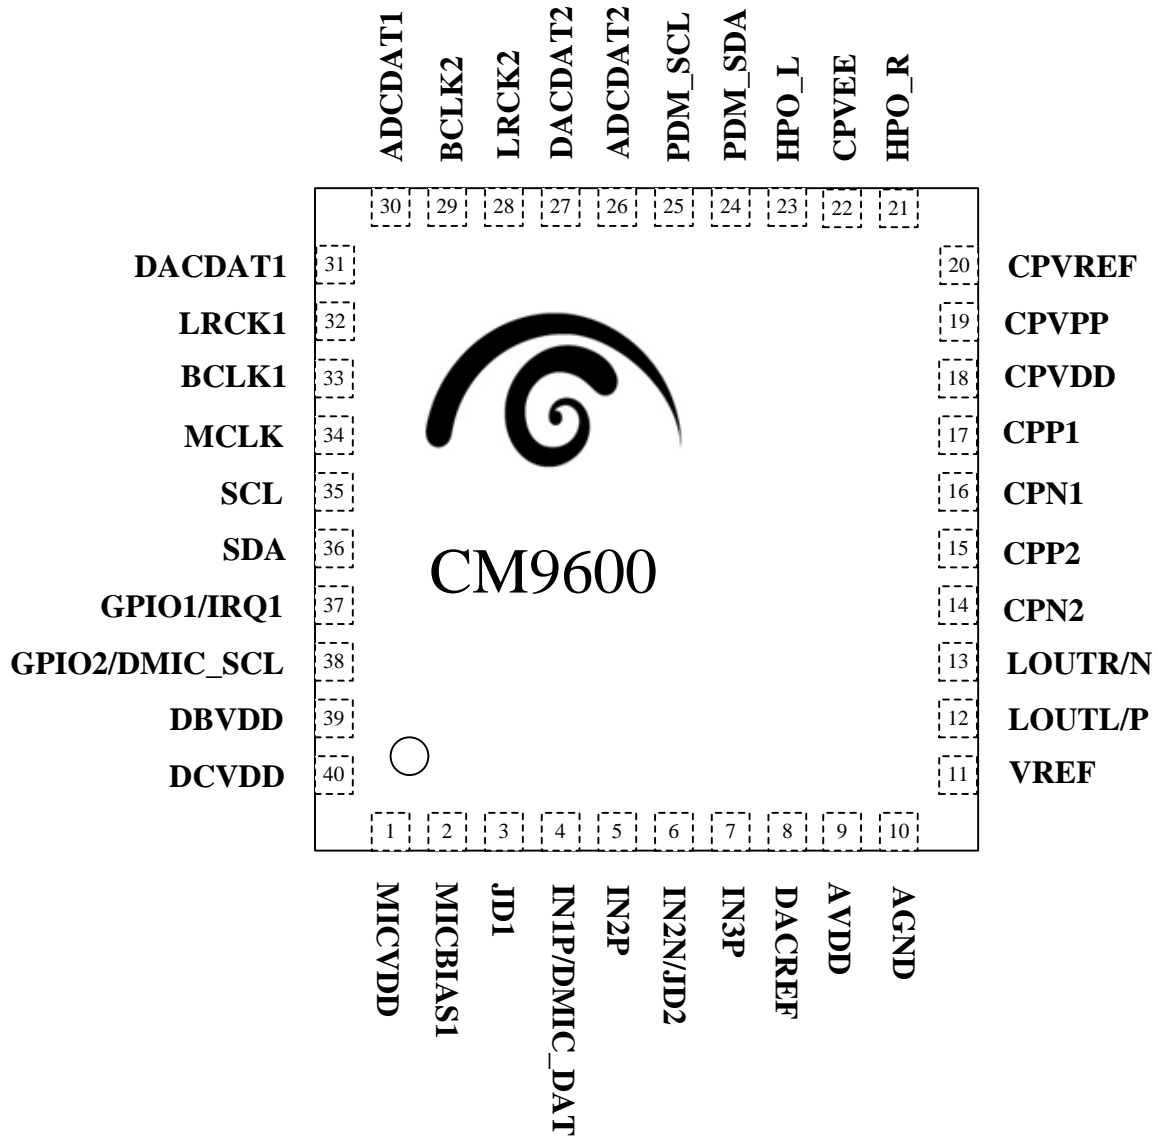 ADCDAT1
BCLK2
LRCK2
DACDAT2
ADCDAT2
PDM_SCL
PDM_SDA
HPO_L
CPVEE
HPO_R
30
29
28
27
26
25
24
23
22
21
DACDAT1 31
LRCK1 32
BCLK1 33
MCLK 34
SCL 35
SDA 36
GPIO1/IRQ1 37
GPIO2/DMIC_SCL 38
DBVDD 39
DCVDD 40
CM9600
20 CPVREF
19 CPVPP
18 CPVDD
17 CPP1
16 CPN1
15 CPP2
14 CPN2
13 LOUTR/N
12 LOUTL/P
11 VREF
1
2
3
4
5
6
7
8
9
10
MICVDD
MICBIAS1
JD1
IN1P/DMIC_DAT
IN2P
IN2N/JD2
IN3P
DACREF
AVDD
AGND